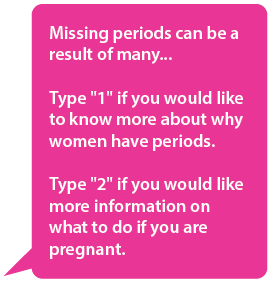 Missing periods can be a
result of many...
Type "1" if you would like
to know more about why
women have periods.
Type "2" if you would like
more information on
what to do if you are
pregnant.